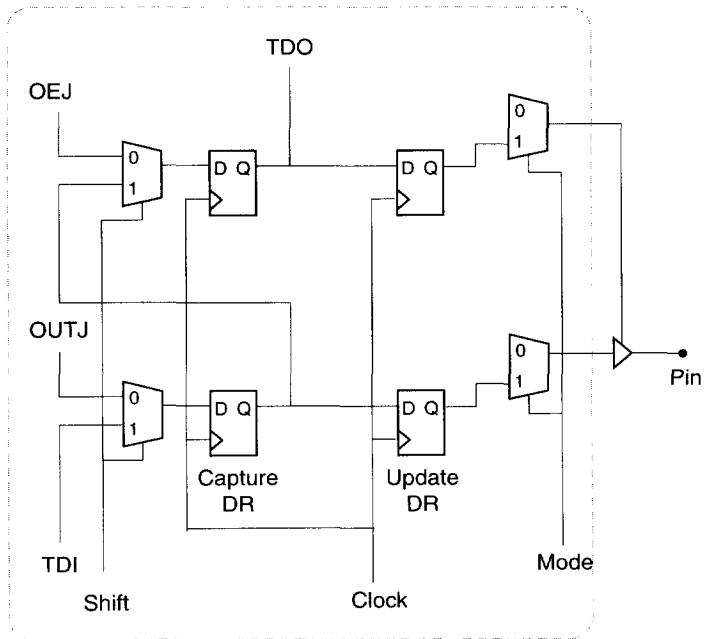 TDO
OEJ
0
1
D Q
D Q
0
1
OUTJ
0
1
D Q
D Q
0
1
Pin
Capture
DR
Update
DR
TDI
Shift
Clock
Mode